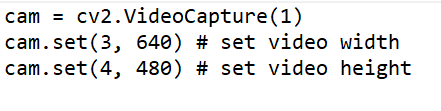 cam = cv2.VideoCapture(1)
cam.set(3, 640) # set video width
cam.set(4, 480) # set video height